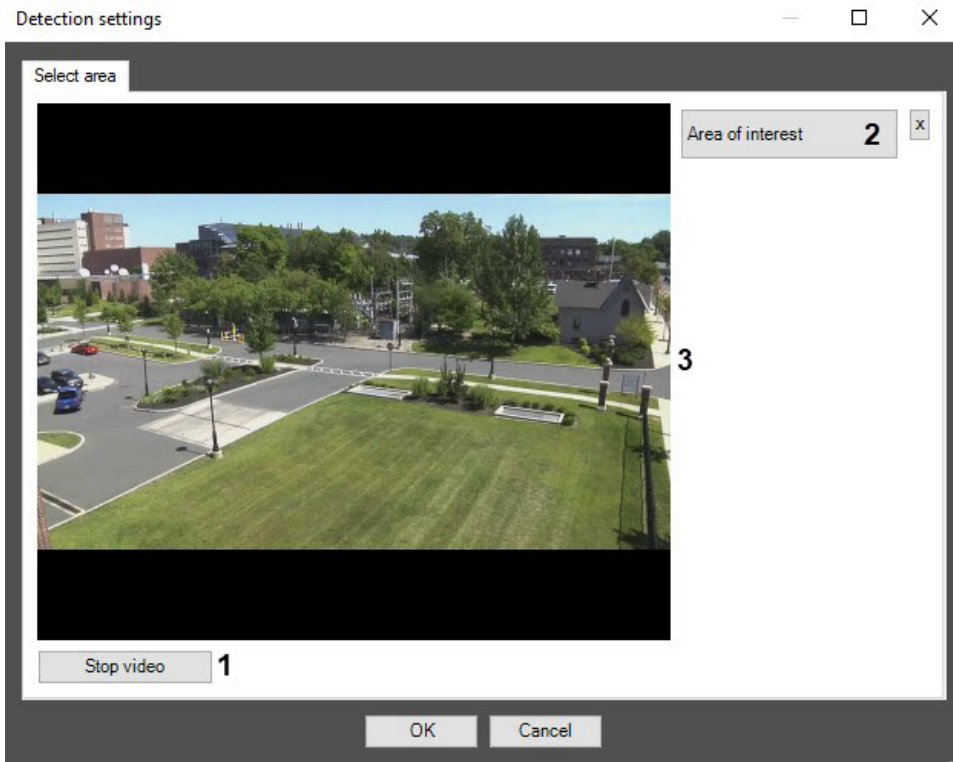 Detection settings
Select area
Area of interest 2
x
3
Stop video 1
OK
Cancel